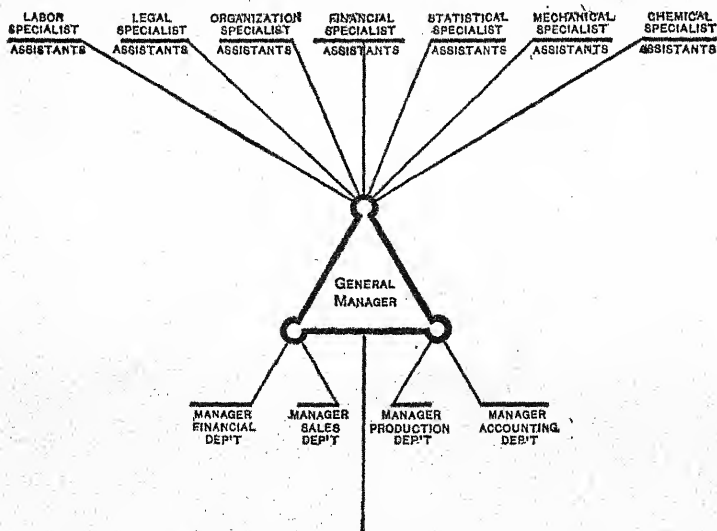 LABOR
SPECIALIST
ASSISTANTS
LEGAL
SPECIALIST
ASSISTANTS
ORGANIZATION
SPECIALIST
ASSISTANTS
FINANCIAL
SPECIALIST
ASSISTANTS
STATISTICAL
SPECIALIST
ASSISTANTS
MECHANICAL
SPECIALIST
ASSISTANTS
CHEMICAL
SPECIALIST
ASSISTANTS
GENERAL
MANAGER
MANAGER
FINANCIAL
DEP'T
MANAGER
SALES
DEP'T
MANAGER
PRODUCTION
DEP'T
MANAGER
ACCOUNTING
DEP'T